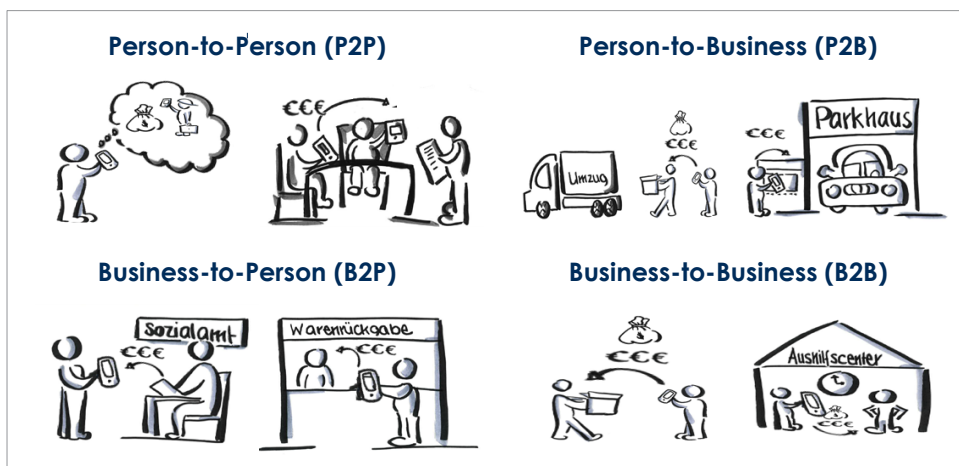 Person-to-Person (P2P)
€€€
Person-to-Business (P2B)
Umzug
€€€
€€€
Parkhaus
Business-to-Person (B2P)
Sozialamt
€€€
Warenrückgabe
€€€
Business-to-Business (B2B)
€€€
Aushilfscenter
€€€